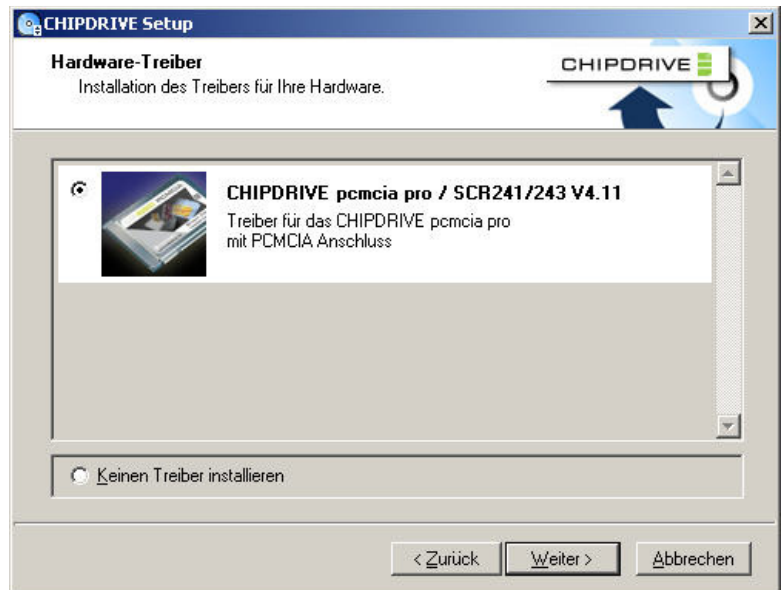 CHIPDRIVE Setup
Hardware-Treiber
Installation des Treibers für Ihre Hardware.
CHIPDRIVE
CHIPDRIVE pcmcia pro / SCR241/243 V4.11
Treiber für das CHIPDRIVE pcmcia pro
mit PCMCIA Anschluss
Keinen Treiber installieren
< Zurück
Weiter >
Abbrechen